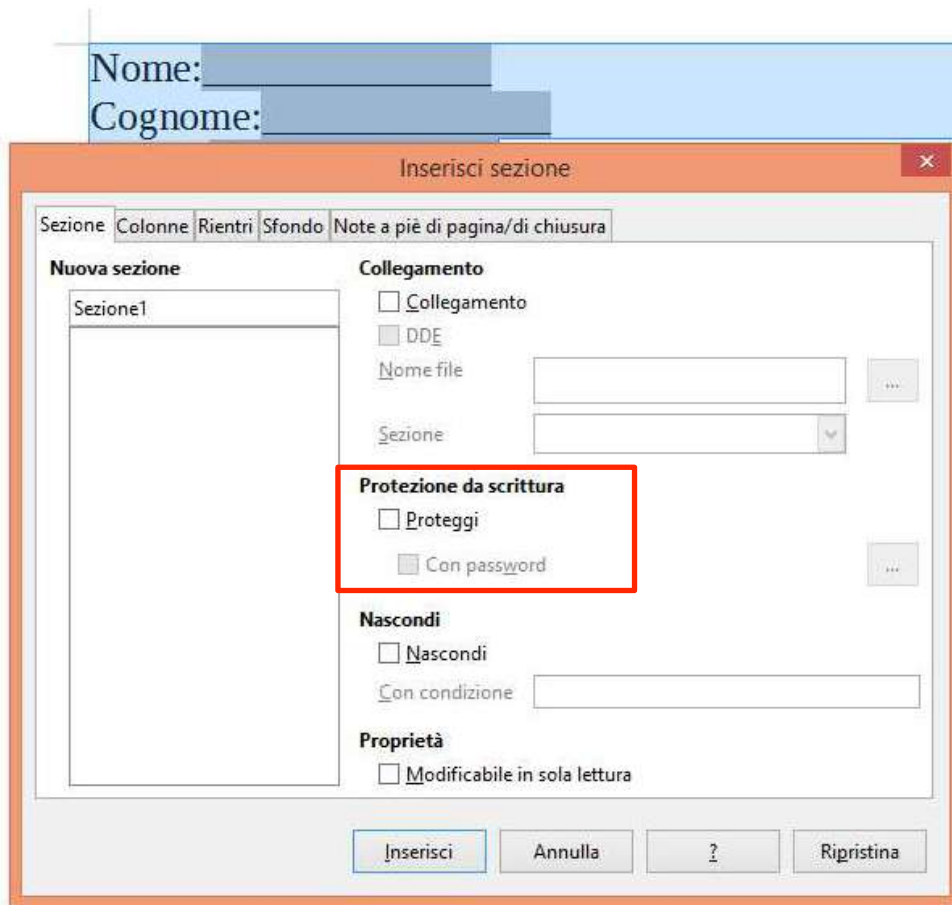 Nome:____________
Cognome:____________
Inserisci sezione
Sezione Colonne Rientri Sfondo Note a piè di pagina/di chiusura
Nuova sezione
Sezione1
Collegamento
Collegamento
DDE
Nome file
...
Sezione
Protezione da scrittura
Proteggi
Con password
...
Nascondi
Nascondi
Con condizione
Proprietà
Modificabile in sola lettura
Inserisci Annulla ? Ripristina